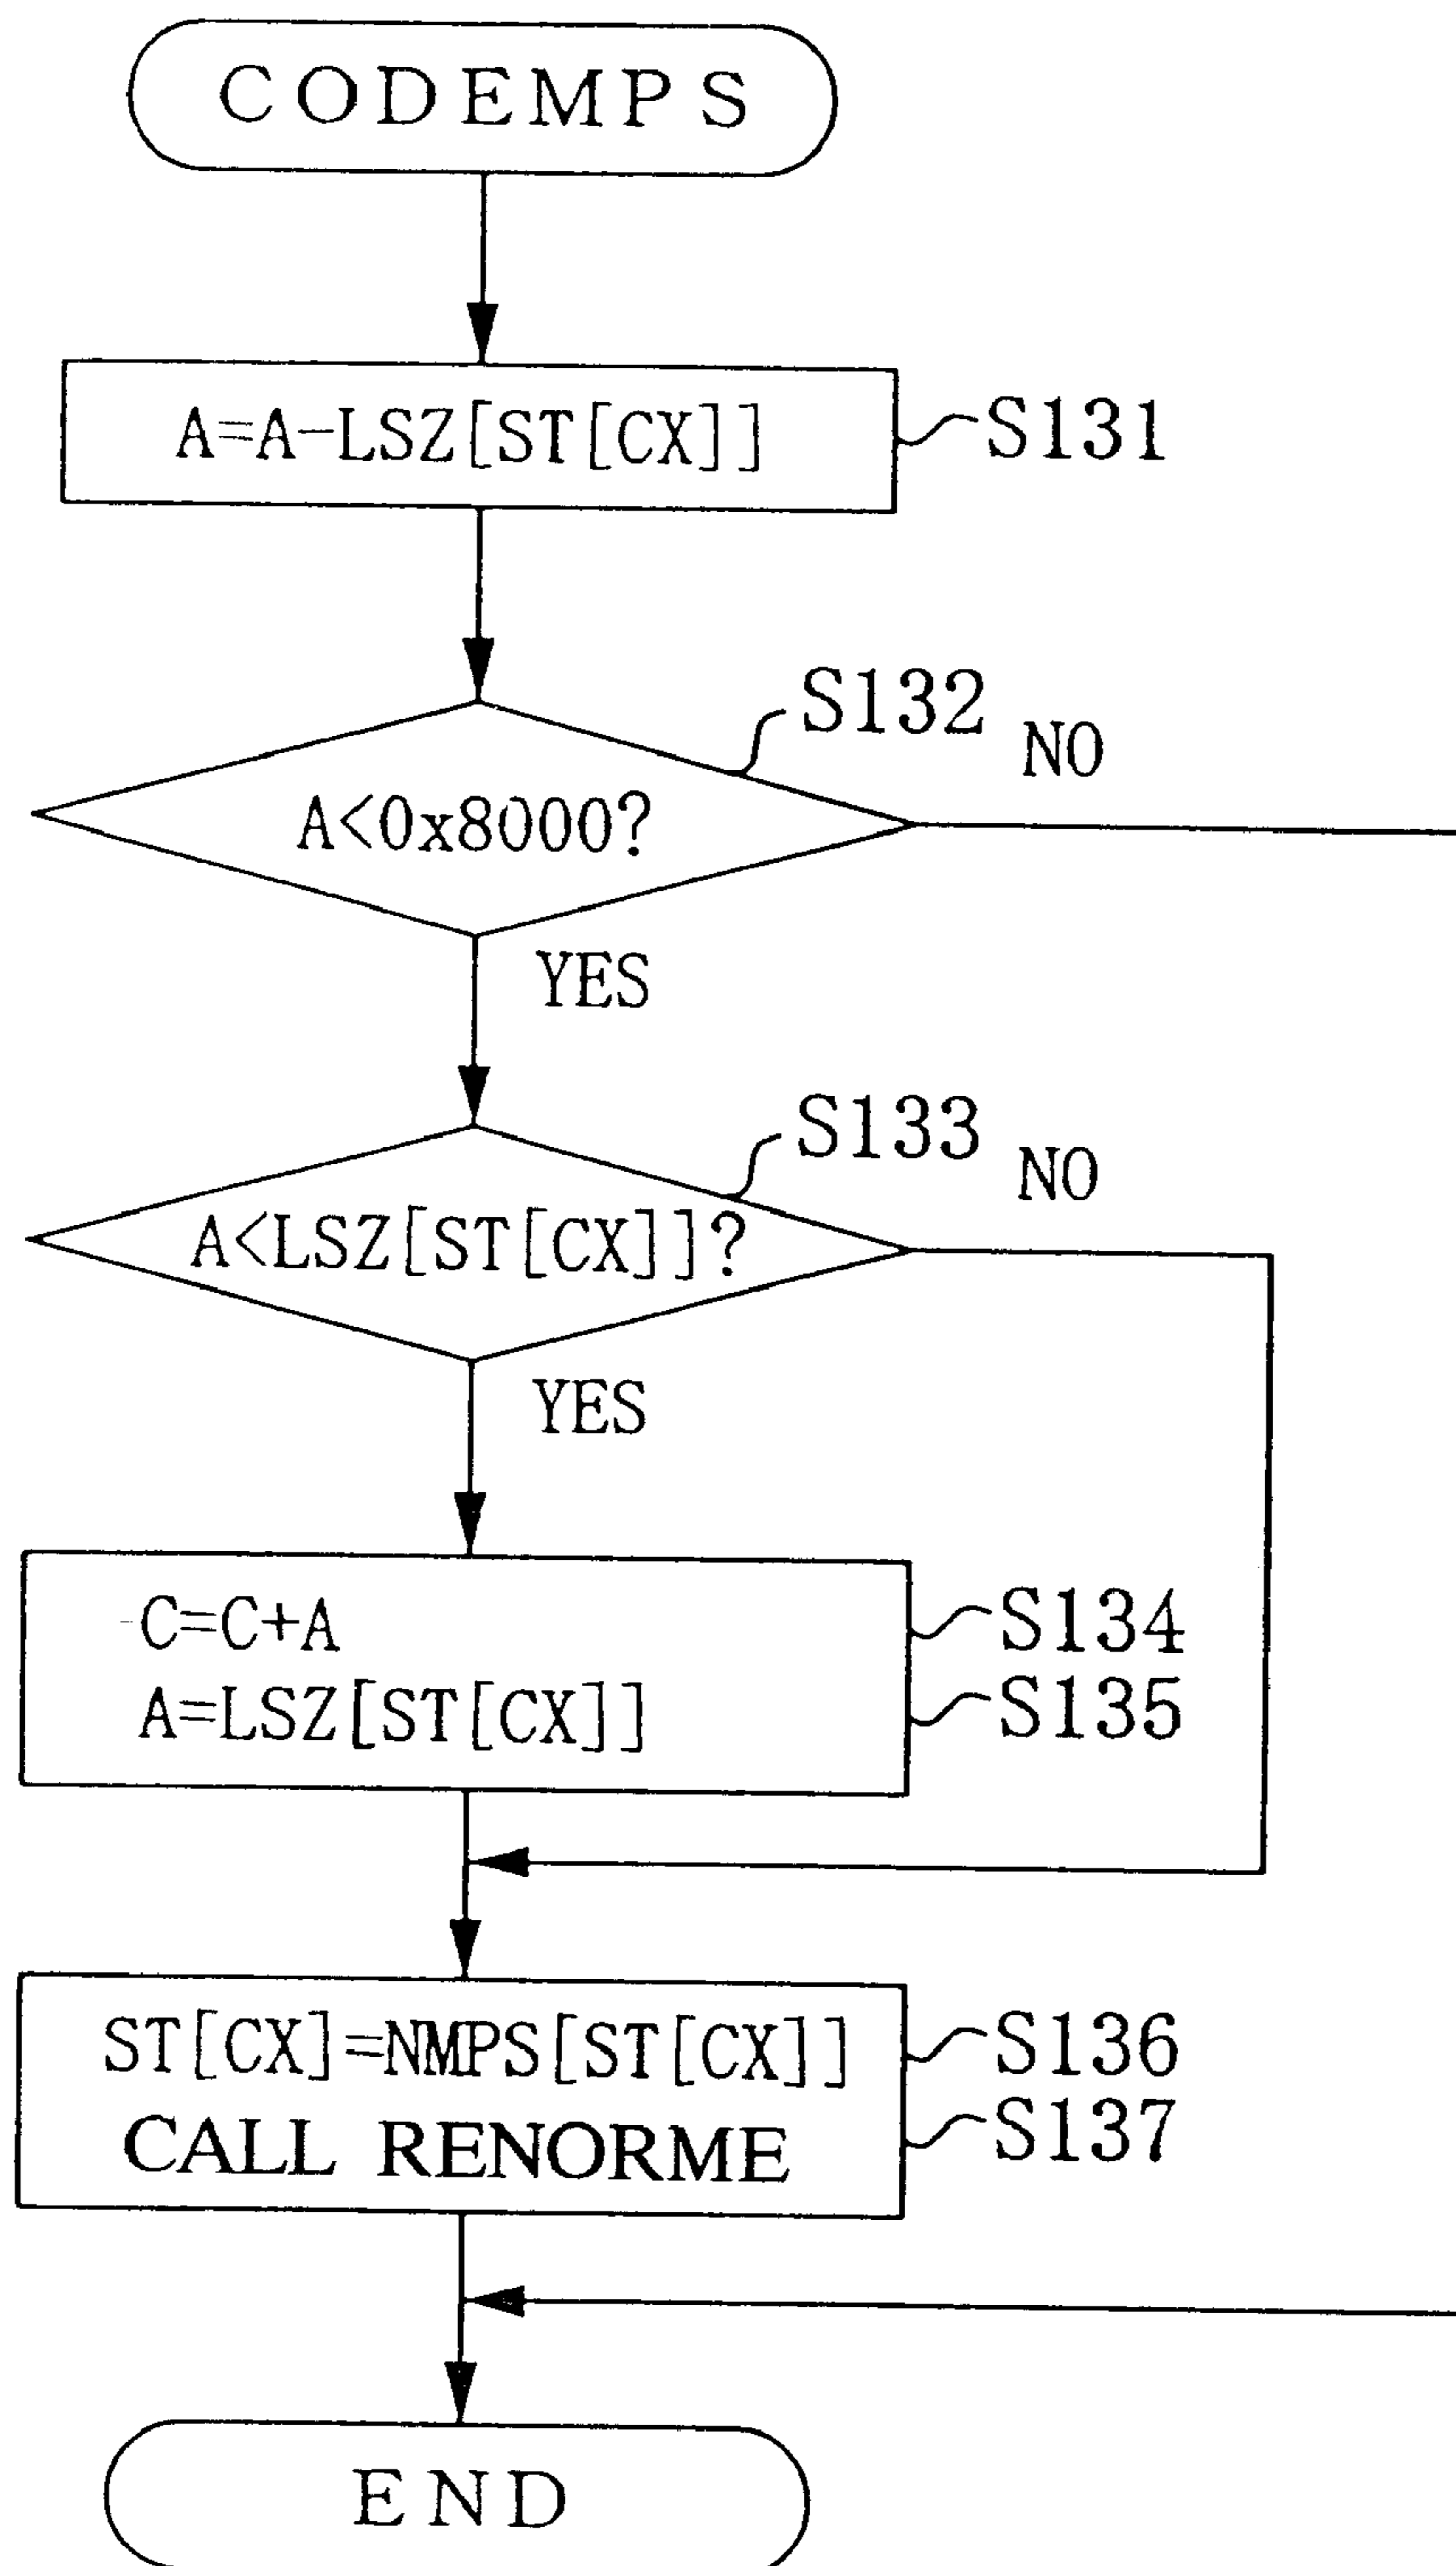 CODEMPS
A=A-LSZ[ST[CX]]
S131
S132
NO
A<0x8000?
YES
S133
NO
A<LSZ[ST[CX]]?
YES
C=C+A
S134
A=LSZ[ST[CX]]
S135
ST[CX]=NMPS[ST[CX]]
S136
CALL RENORME
S137
END